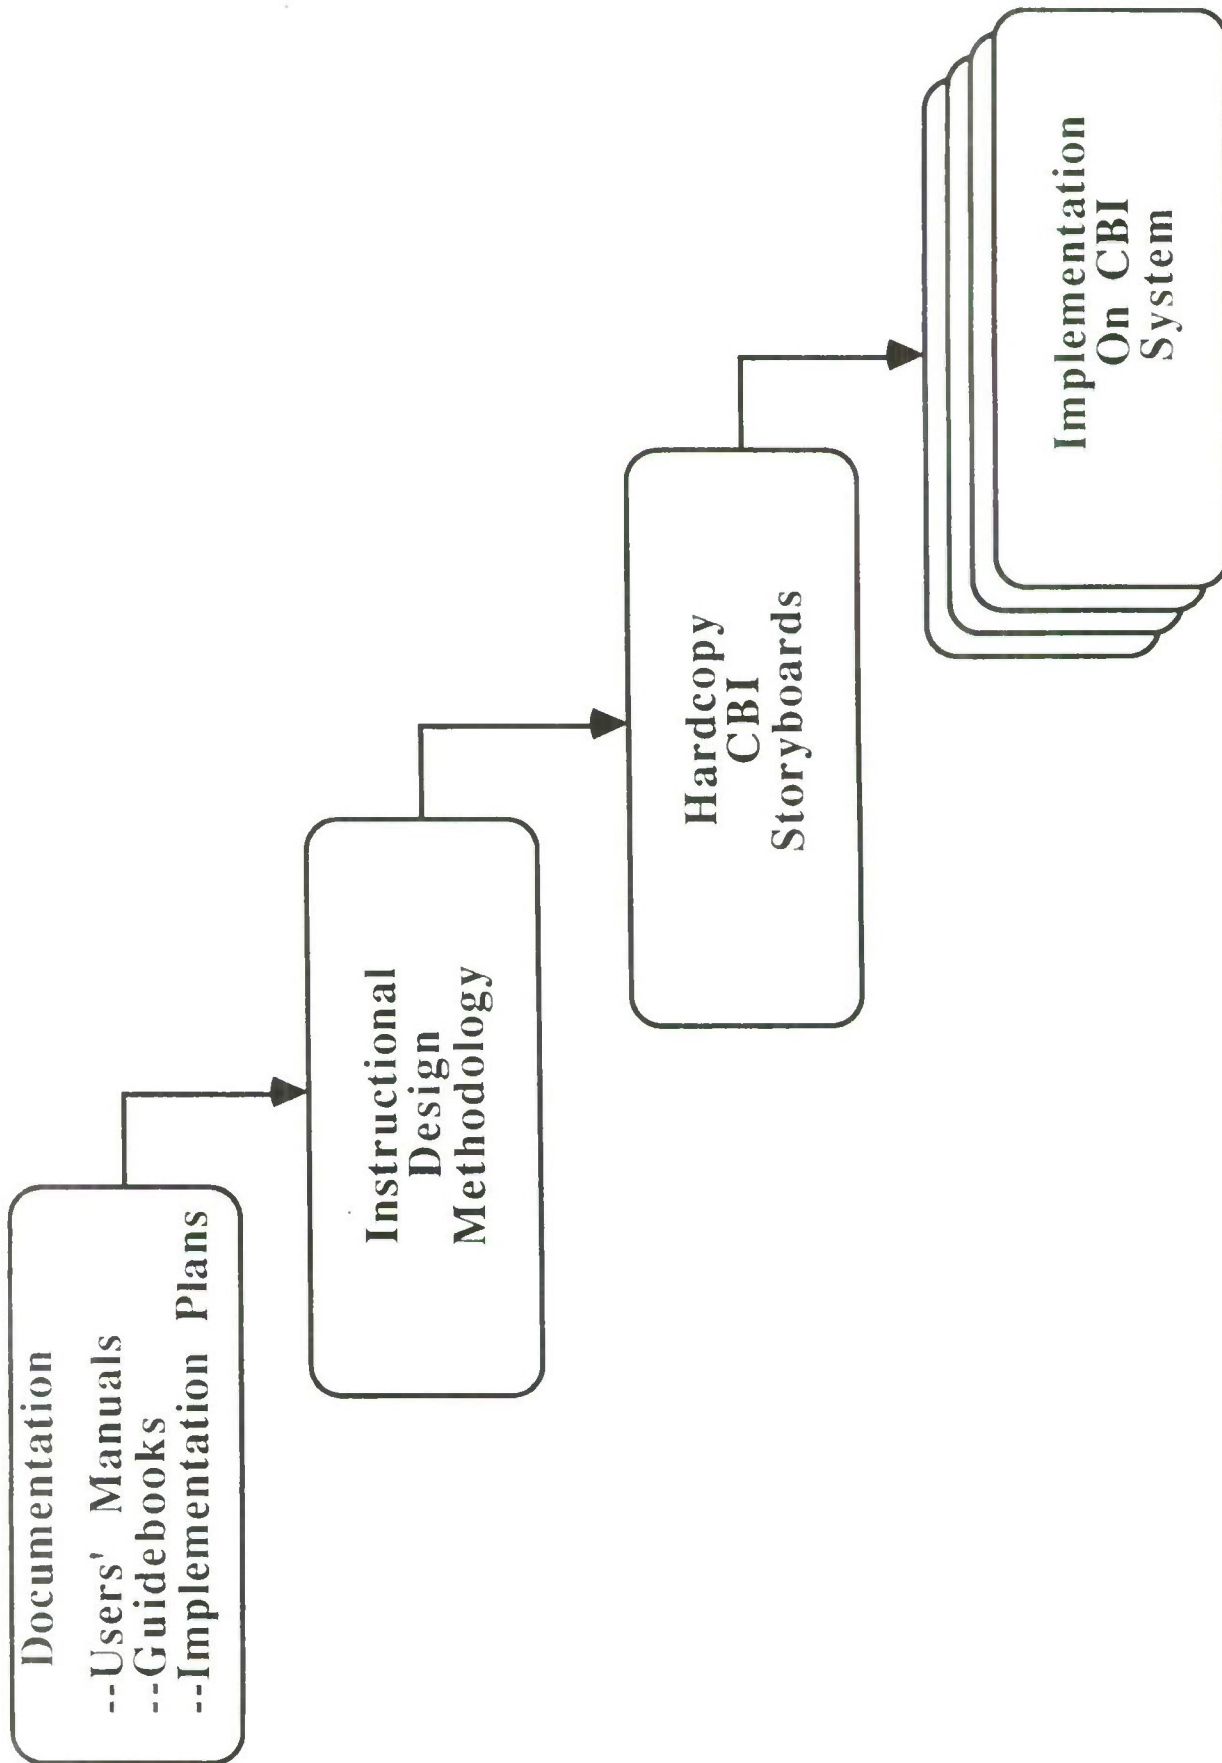 Documentation
--Users' Manuals
--Guidebooks
--Implementation Plans
Instructional
Design
Methodology
Hardcopy
CBI
Storyboards
Implementation
On CBI
System